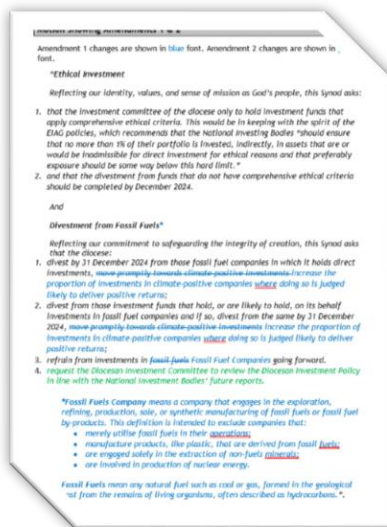 Motion Showing Amendments 1 & 2
Amendment 1 changes are shown in blue font. Amendment 2 changes are shown in
font.
"Ethical Investment
Reflecting our identity, values, and sense of mission as God's people, this Synod asks:
1. that the investment committee of the diocese only to hold investment funds that
apply comprehensive ethical criteria. This would be in keeping with the spirit of the
EIAG policies, which recommends that the National Investing Bodies "should ensure
that no more than 1% of their portfolio is invested, indirectly, in assets that are or
would be inadmissible for direct investment for ethical reasons and that preferably
exposure should be some way below this hard limit."
2. and that the divestment from funds that do not have comprehensive ethical criteria
should be completed by December 2024.
And
Divestment from Fossil Fuels*
Reflecting our commitment to safeguarding the integrity of creation, this Synod asks
that the diocese:
1. divest by 31 December 2024 from those fossil fuel companies in which it holds direct
investments, move promptly towards climate-positive investments increase the
proportion of investments in climate-positive companies where doing so is judged
likely to deliver positive returns;
2. divest from those investment funds that hold, or are likely to hold, on its behalf
investments in fossil fuel companies and if so, divest from the same by 31 December
2024, move promptly towards climate-positive investments increase the proportion of
investments in climate-positive companies where doing so is judged likely to deliver
positive returns;
3. refrain from investments in fossil fuels Fossil Fuel Companies going forward.
4. request the Diocesan Investment Committee to review the Diocesan Investment Policy
in line with the National Investment Bodies' future reports.
*Fossil Fuels Company means a company that engages in the exploration,
refining, production, sale, or synthetic manufacturing of fossil fuels or fossil fuel
by-products. This definition is intended to exclude companies that:
• merely utilise fossil fuels in their operations;
• manufacture products, like plastic, that are derived from fossil fuels;
• are engaged solely in the extraction of non-fuels minerals;
• are involved in production of nuclear energy.
Fossil Fuels mean any natural fuel such as coal or gas, formed in the geological
past from the remains of living organisms, often described as hydrocarbons.".